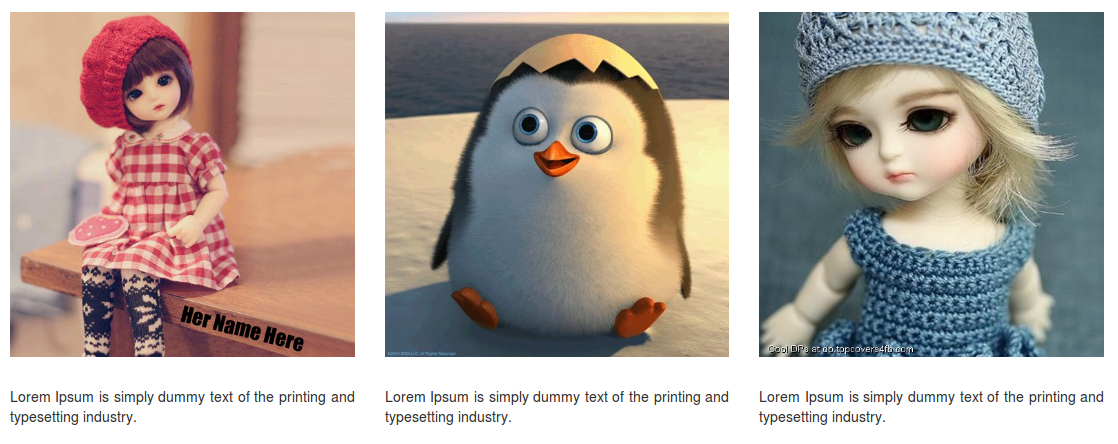 Her Name Here
Cool DPs at dp.topcovers4fb.com
Lorem Ipsum is simply dummy text of the printing and
typesetting industry.
Lorem Ipsum is simply dummy text of the printing and
typesetting industry.
Lorem Ipsum is simply dummy text of the printing and
typesetting industry.